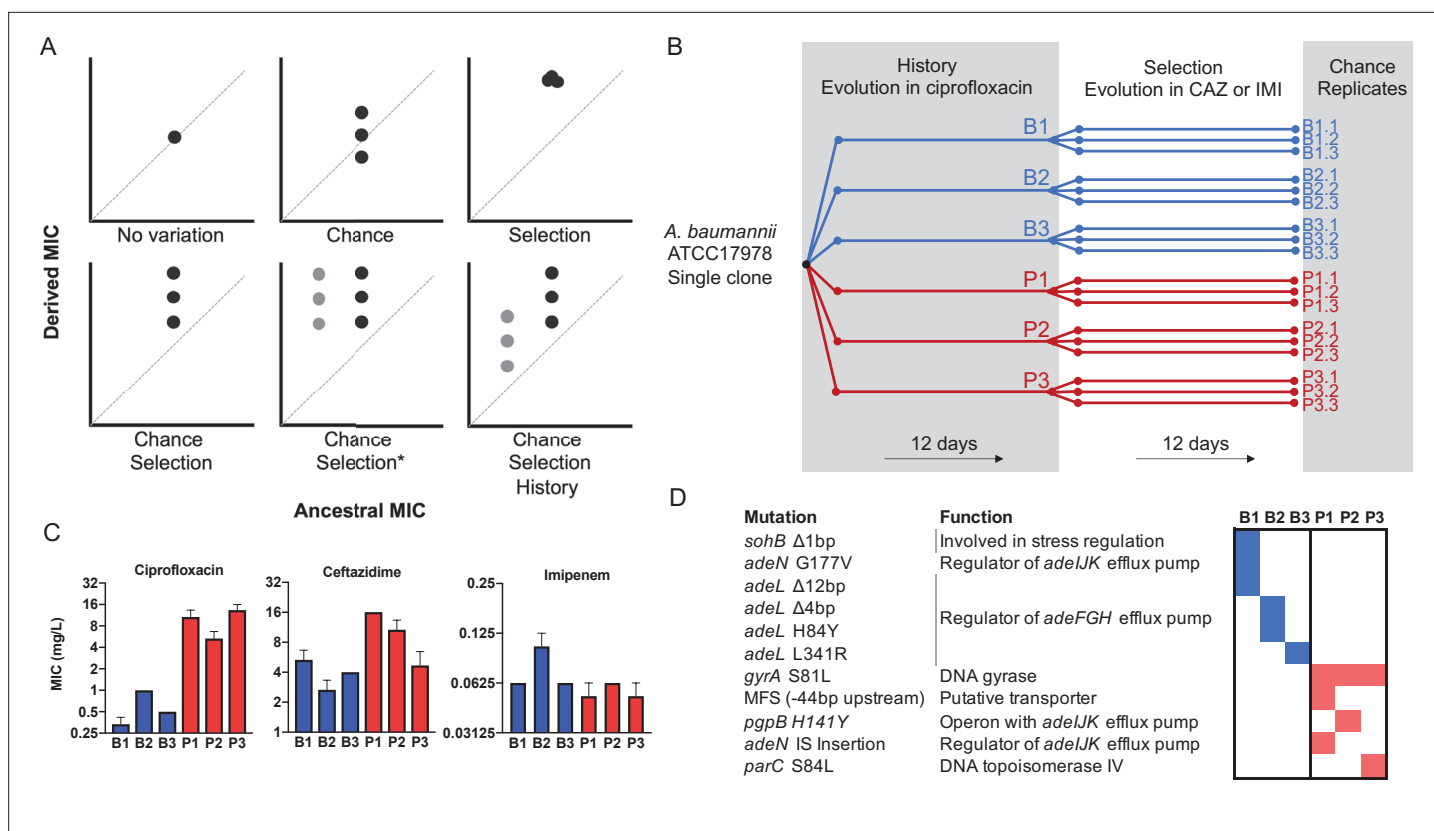 A
No variation
Chance
Selection
Derived MIC
Chance
Selection
Chance
Selection*
Chance
Selection
History
Ancestral MIC
B
History
Evolution in ciprofloxacin
Selection
Evolution in CAZ or IMI
Chance
Replicates
A. baumannii
ATCC17978
Single clone
B1
B2
B3
P1
P2
P3
B1.1
B1.2
B1.3
B2.1
B2.2
B2.3
B3.1
B3.2
B3.3
P1.1
P1.2
P1.3
P2.1
P2.2
P2.3
P3.1
P3.2
P3.3
12 days
12 days
C
Ciprofloxacin
MIC (mg/L)
32
16
8
4
2
1
0.5
0.25
B1 B2 B3 P1 P2 P3
Ceftazidime
32
16
8
4
2
1
B1 B2 B3 P1 P2 P3
Imipenem
0.25
0.125
0.0625
0.03125
B1 B2 B3 P1 P2 P3
D
Mutation Function B1 B2 B3 P1 P2 P3
sohB Δ1bp Involved in stress regulation
adeN G177V Regulator of adeIJK efflux pump
adeL Δ12bp
adeL Δ4bp
Regulator of adeFGH efflux pump
adeL H84Y
adeL L341R
gyrA S81L DNA gyrase
MFS (-44bp upstream) Putative transporter
pgpB H141Y Operon with adeIJK efflux pump
adeN IS Insertion Regulator of adeIJK efflux pump
parC S84L DNA topoisomerase IV